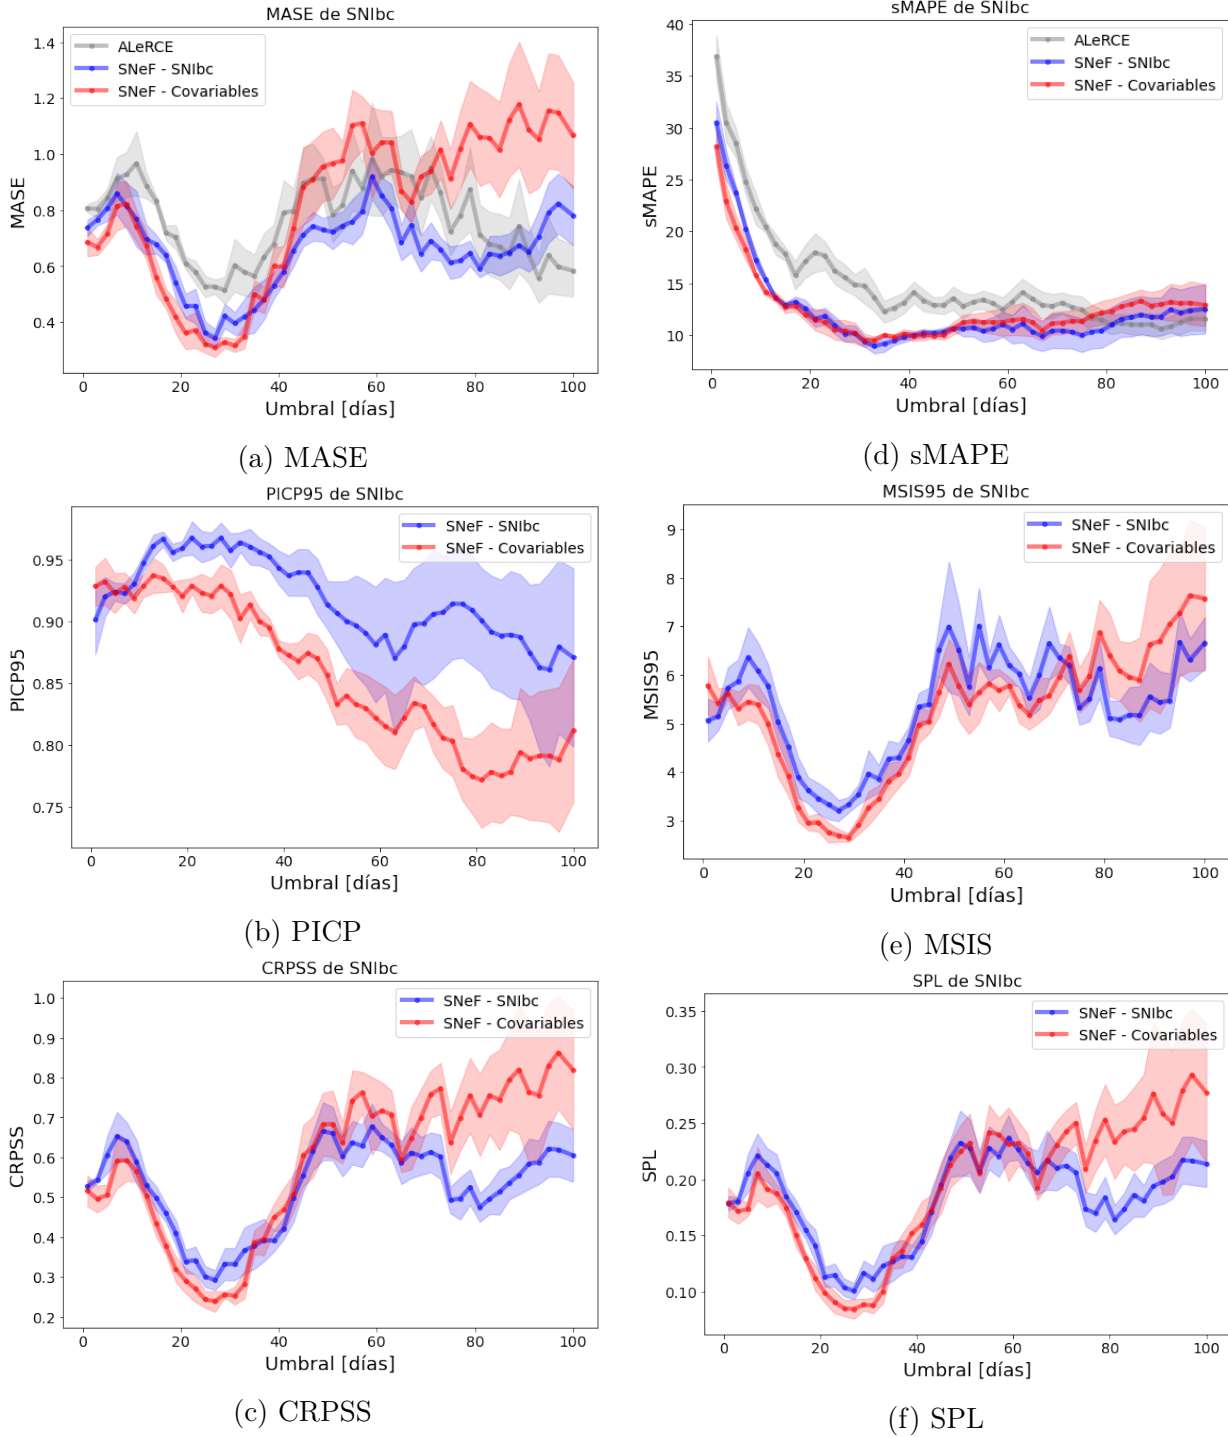 MASE de SNIbc
MASE
1.4
1.2
1.0
0.8
0.6
0.4
ALeRCE
SNeF - SNIbc
SNeF - Covariables
0 20 40 60 80 100
Umbral [días]
(a) MASE
sMAPE de SNIbc
sMAPE
40
35
30
25
20
15
10
ALeRCE
SNeF - SNIbc
SNeF - Covariables
0 20 40 60 80 100
Umbral [días]
(d) sMAPE
PICP95 de SNIbc
PICP95
0.95
0.90
0.85
0.80
0.75
SNeF - SNIbc
SNeF - Covariables
0 20 40 60 80 100
Umbral [días]
(b) PICP
MSIS95 de SNIbc
MSIS95
9
8
7
6
5
4
3
SNeF - SNIbc
SNeF - Covariables
0 20 40 60 80 100
Umbral [días]
(e) MSIS
CRPSS de SNIbc
CRPSS
1.0
0.9
0.8
0.7
0.6
0.5
0.4
0.3
0.2
SNeF - SNIbc
SNeF - Covariables
0 20 40 60 80 100
Umbral [días]
(c) CRPSS
SPL de SNIbc
SPL
0.35
0.30
0.25
0.20
0.15
0.10
SNeF - SNIbc
SNeF - Covariables
0 20 40 60 80 100
Umbral [días]
(f) SPL